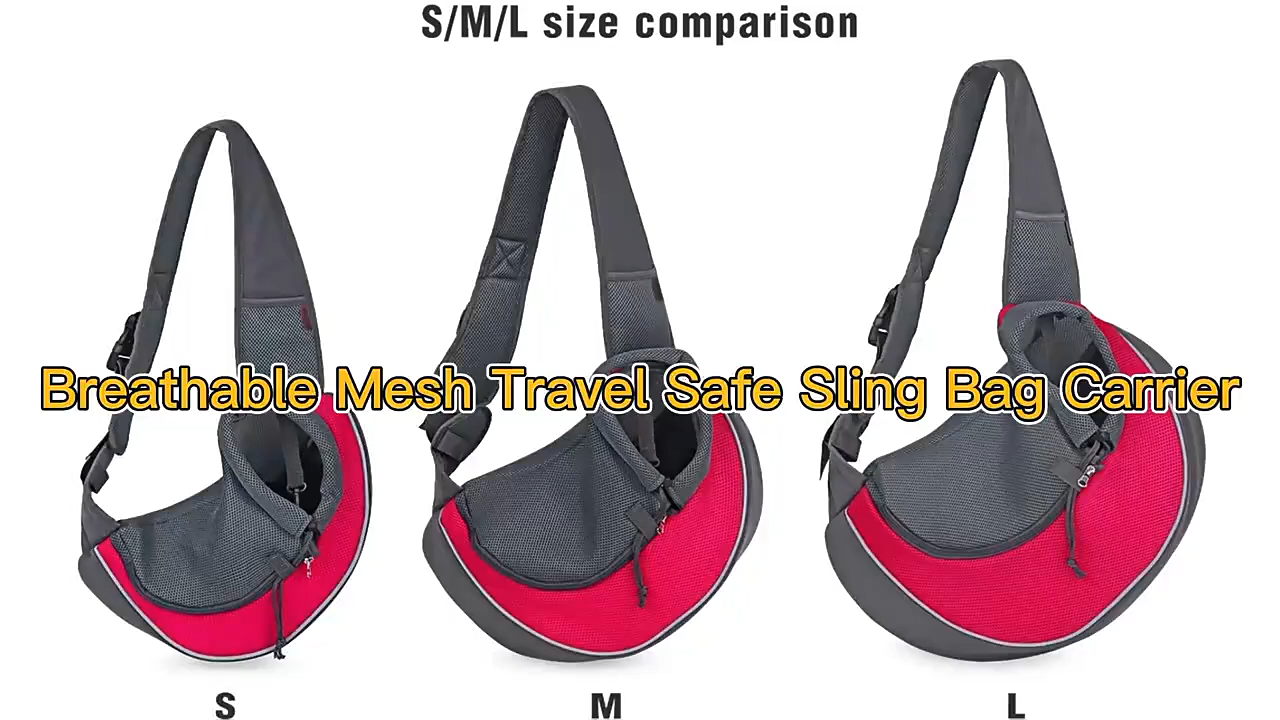 S/M/L size comparison
Breathable Mesh Travel Safe Sling Bag Carrier
S
M
L